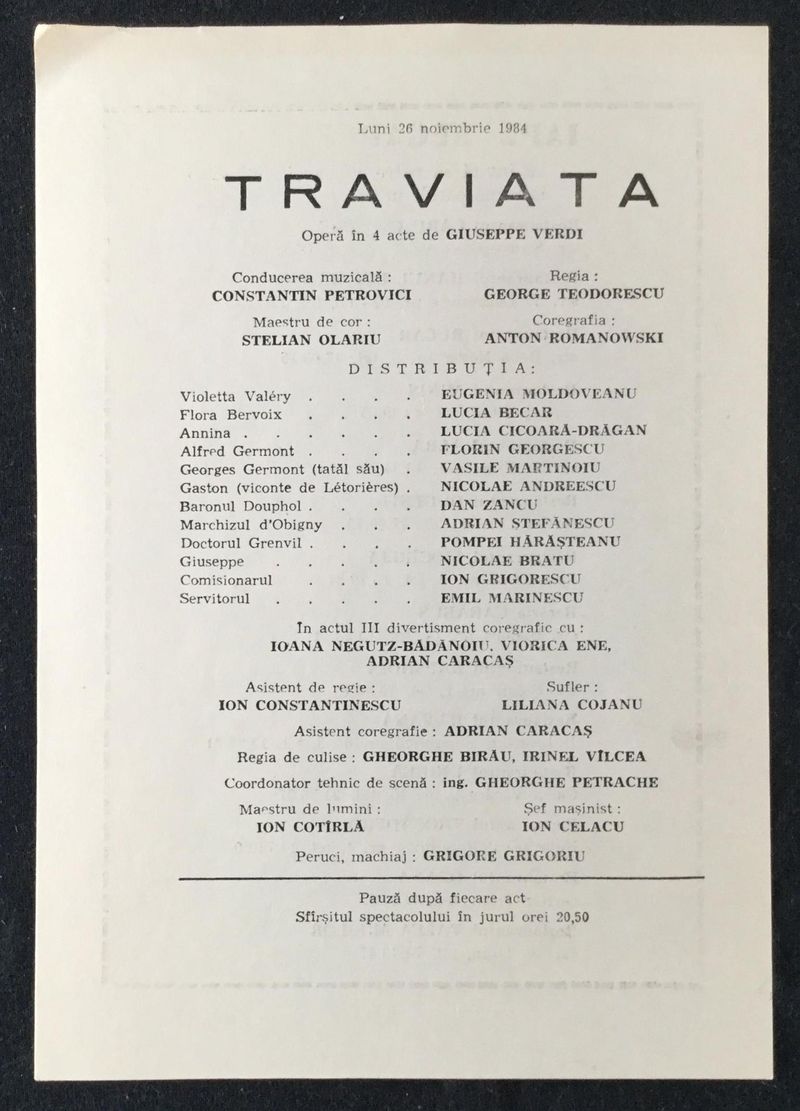 Luni 26 noiembrie 1984
TRAVIATA
Operă în 4 acte de GIUSEPPE VERDI
Conducerea muzicală :
CONSTANTIN PETROVICI
Regia :
GEORGE TEODORESCU
Maestru de cor :
STELIAN OLARIU
Coregrafia :
ANTON ROMANOWSKI
DISTRIBUȚIA:
Violetta Valéry . . . . EUGENIA MOLDOVEANU
Flora Bervoix . . . . LUCIA BECAR
Annina . . . . . . LUCIA CICOARĂ-DRĂGAN
Alfred Germont . . . . FLORIN GEORGESCU
Georges Germont (tatăl său) . VASILE MARTINOIU
Gaston (viconte de Létorières) . NICOLAE ANDREESCU
Baronul Douphol . . . . DAN ZANCU
Marchizul d'Obigny . . . ADRIAN ȘTEFĂNESCU
Doctorul Grenvil . . . . POMPEI HĂRĂȘTEANU
Giuseppe . . . . . NICOLAE BRATU
Comisionarul . . . . ION GRIGORESCU
Servitorul . . . . . EMIL MARINESCU
În actul III divertisment coregrafic cu :
IOANA NEGUTZ-BĂDĂNOIU, VIORICA ENE,
ADRIAN CARACAȘ
Asistent de regie :
ION CONSTANTINESCU
Sufler :
LILIANA COJANU
Asistent coregrafie : ADRIAN CARACAȘ
Regia de culise : GHEORGHE BIRĂU, IRINEL VÎLCEA
Coordonator tehnic de scenă : ing. GHEORGHE PETRACHE
Maestru de lumini :
ION COTÎRLĂ
Șef mașinist :
ION CELACU
Peruci, machiaj : GRIGORE GRIGORIU
Pauză după fiecare act
Sfîrșitul spectacolului în jurul orei 20,50